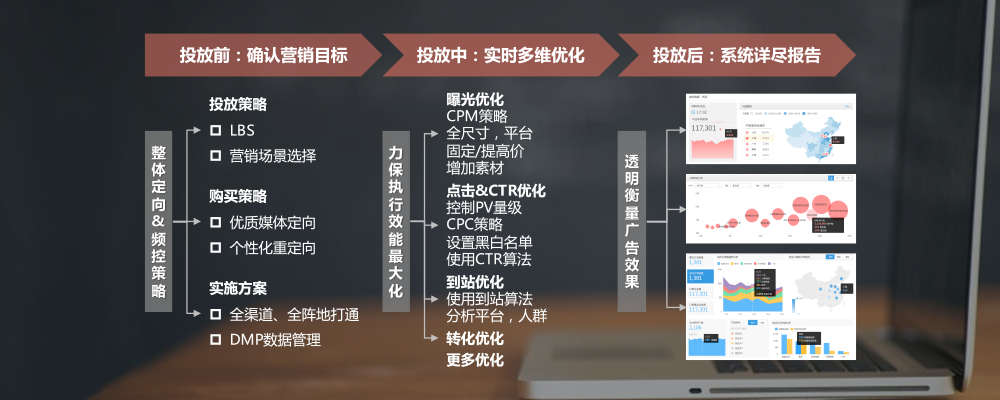 投放前：确认营销目标
投放中：实时多维优化
投放后：系统详尽报告
整体定向&频控策略
投放策略
LBS
营销场景选择
购买策略
优质媒体定向
个性化重定向
实施方案
全渠道、全阵地打通
DMP数据管理
力保执行效能最大化
曝光优化
CPM策略
全尺寸，平台
固定/提高价
增加素材
点击&CTR优化
控制PV量级
CPC策略
设置黑白名单
使用CTR算法
到站优化
使用到站算法
分析平台，人群
转化优化
更多优化
透明衡量广告效果
17:02
117,301
1,341
1,301
117,301
117,301
2,106